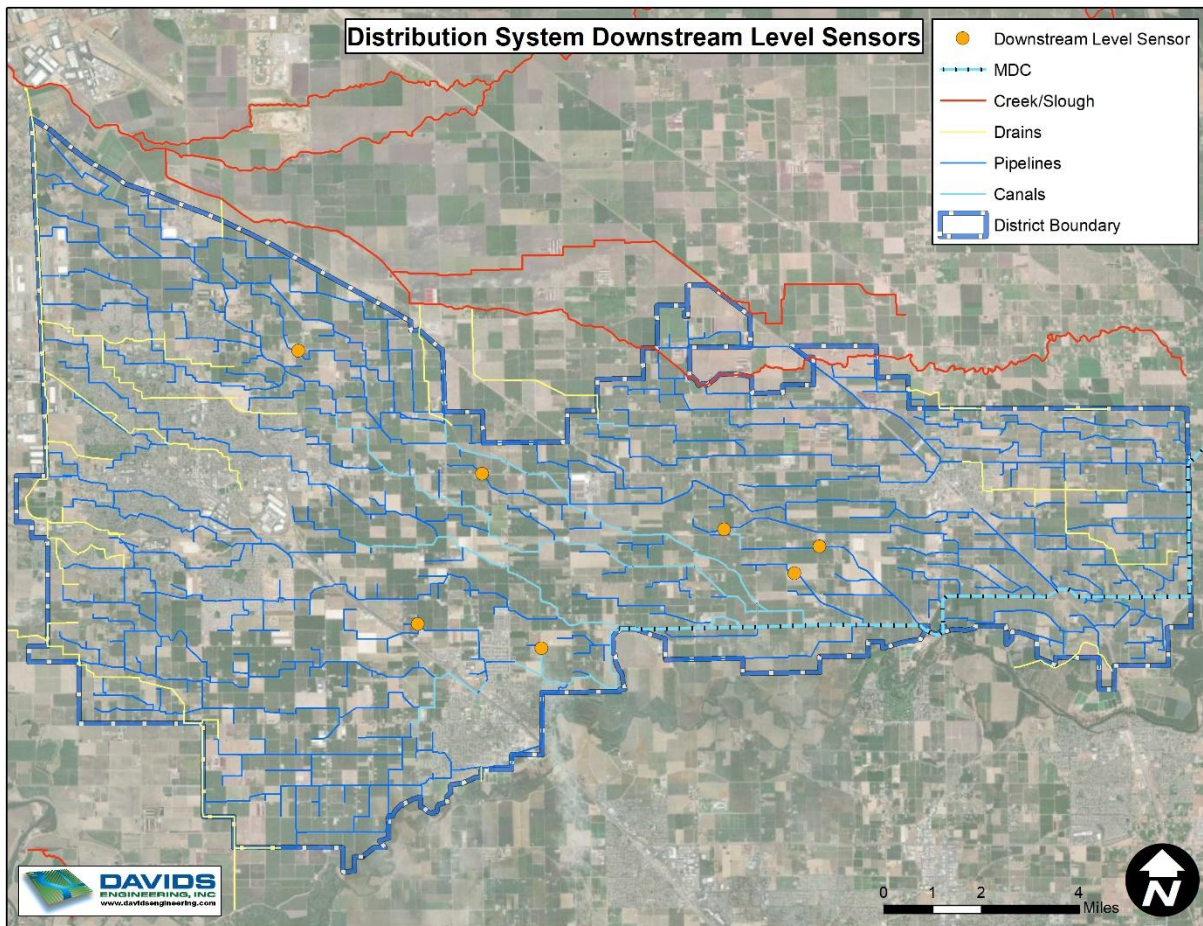 Distribution System Downstream Level Sensors
Downstream Level Sensor
MDC
Creek/Slough
Drains
Pipelines
Canals
District Boundary
DAVIDS
ENGINEERING, INC
www.davidsengineering.com
0 1 2 4
Miles
N